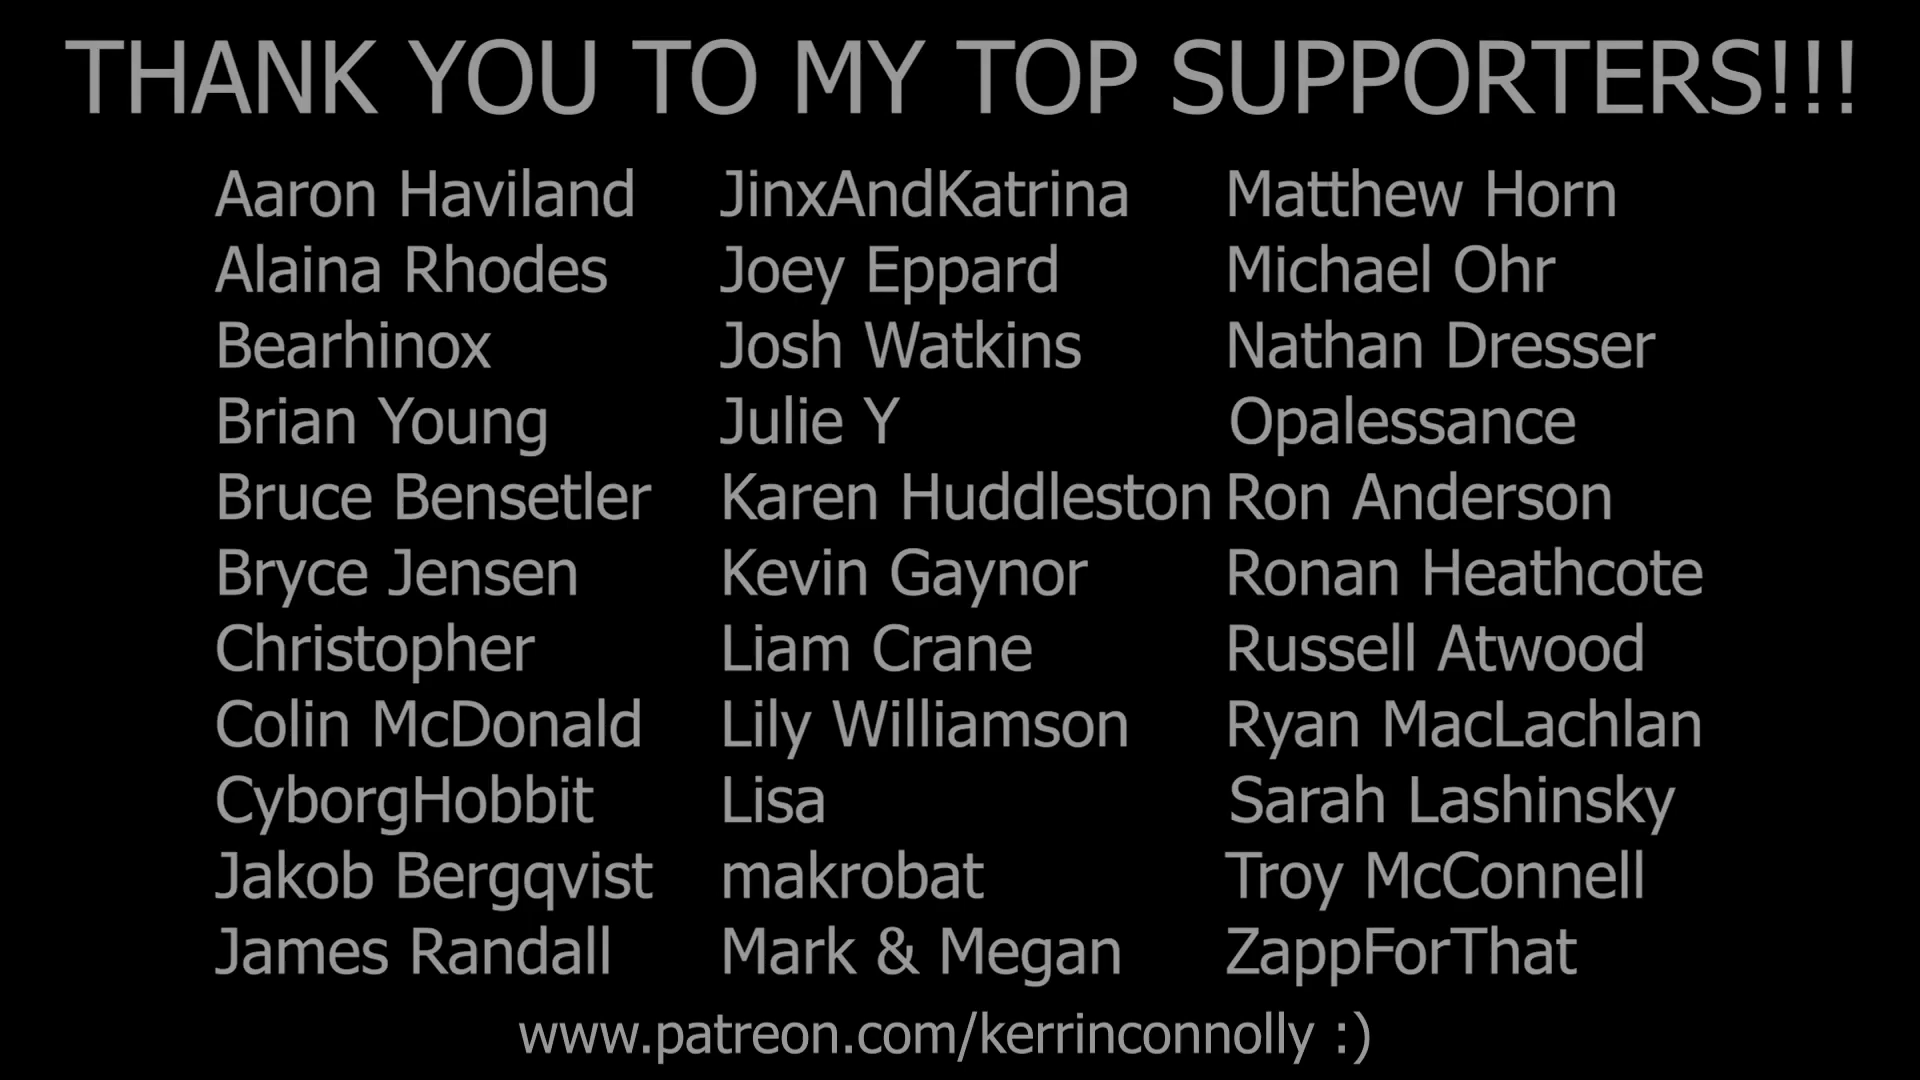 THANK YOU TO MY TOP SUPPORTERS!!!
Aaron Haviland
Alaina Rhodes
Bearhinox
Brian Young
Bruce Bensetler
Bryce Jensen
Christopher
Colin McDonald
CyborgHobbit
Jakob Bergqvist
James Randall
JinxAndKatrina
Joey Eppard
Josh Watkins
Julie Y
Karen Huddleston
Kevin Gaynor
Liam Crane
Lily Williamson
Lisa
makrobat
Mark & Megan
Matthew Horn
Michael Ohr
Nathan Dresser
Opalessance
Ron Anderson
Ronan Heathcote
Russell Atwood
Ryan MacLachlan
Sarah Lashinsky
Troy McConnell
ZappForThat
www.patreon.com/kerrinconnolly :)